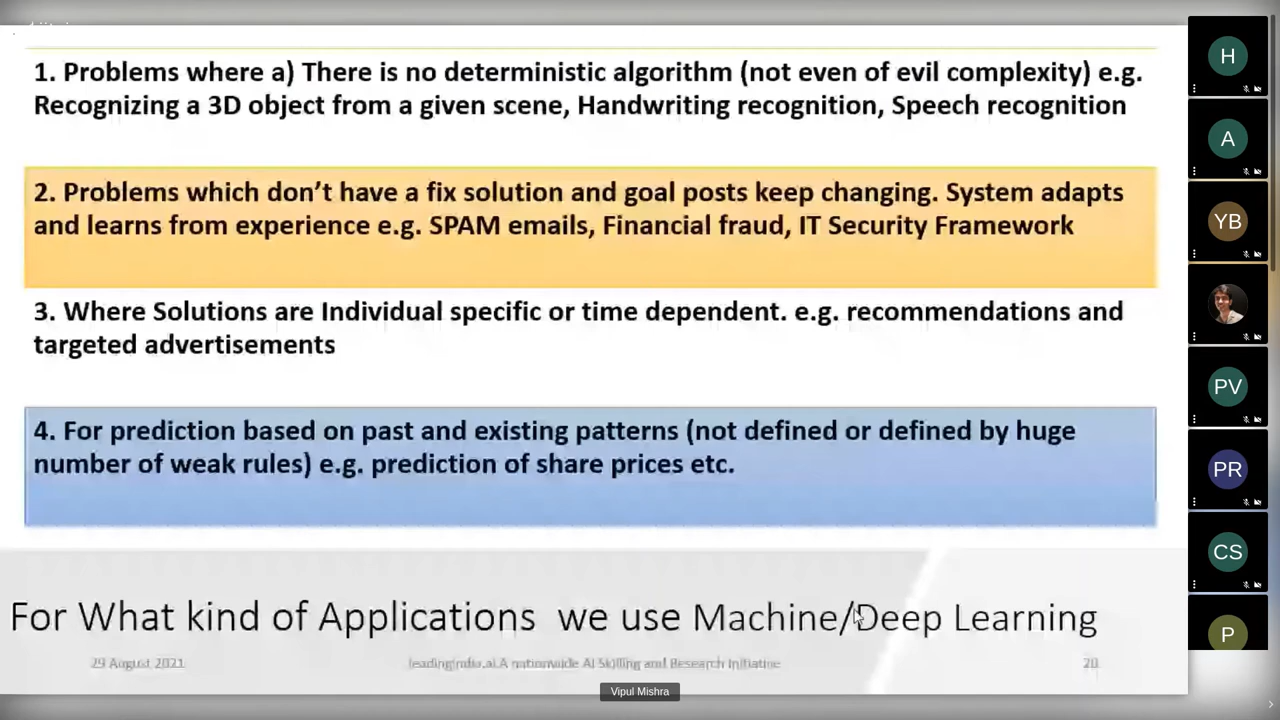 1. Problems where a) There is no deterministic algorithm (not even of evil complexity) e.g.
Recognizing a 3D object from a given scene, Handwriting recognition, Speech recognition
2. Problems which don’t have a fix solution and goal posts keep changing. System adapts
and learns from experience e.g. SPAM emails, Financial fraud, IT Security Framework
3. Where Solutions are Individual specific or time dependent. e.g. recommendations and
targeted advertisements
4. For prediction based on past and existing patterns (not defined or defined by huge
number of weak rules) e.g. prediction of share prices etc.
For What kind of Applications we use Machine/Deep Learning
29 August 2021
leadingindia.ai A nationwide AI Skilling and Research Initiative
20
Vipul Mishra
H
A
YB
PV
PR
CS
P